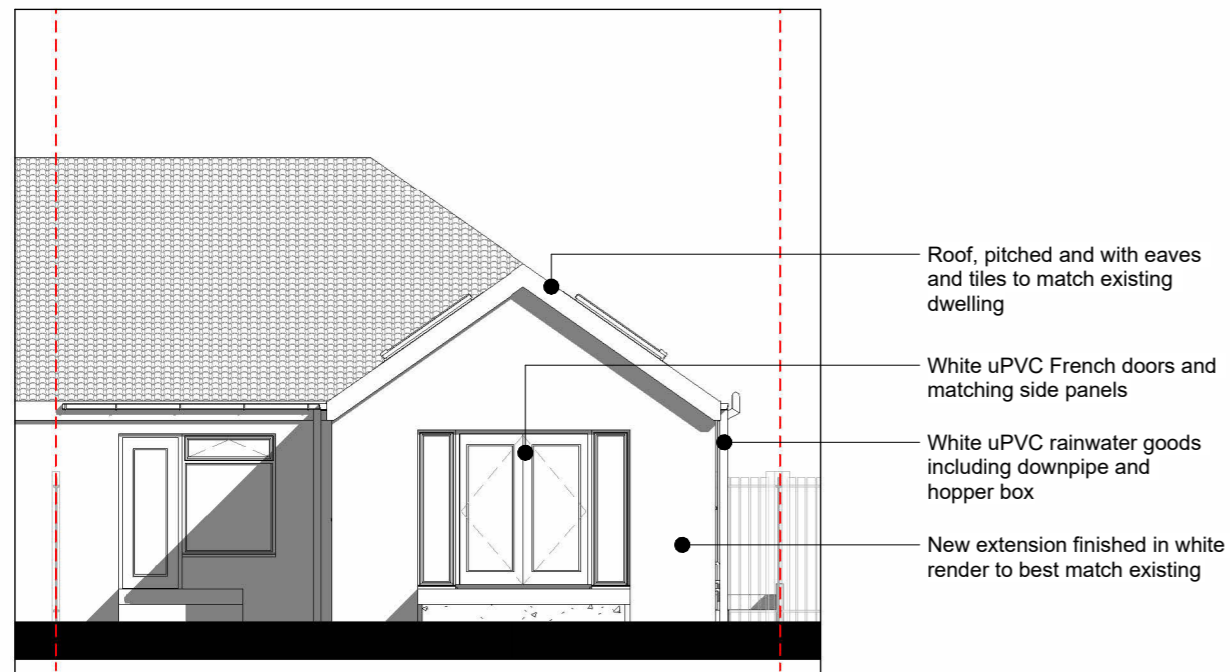 Roof, pitched and with eaves
and tiles to match existing
dwelling
White uPVC French doors and
matching side panels
White uPVC rainwater goods
including downpipe and
hopper box
New extension finished in white
render to best match existing